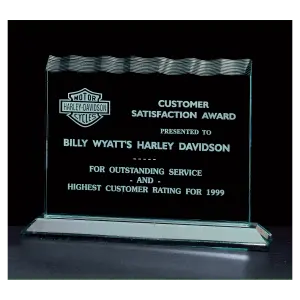 MOTOR
HARLEY-DAVIDSON
CYCLES
CUSTOMER
SATISFACTION AWARD
PRESENTED TO
BILLY WYATT'S HARLEY DAVIDSON
-----
FOR OUTSTANDING SERVICE
- AND -
HIGHEST CUSTOMER RATING FOR 1999